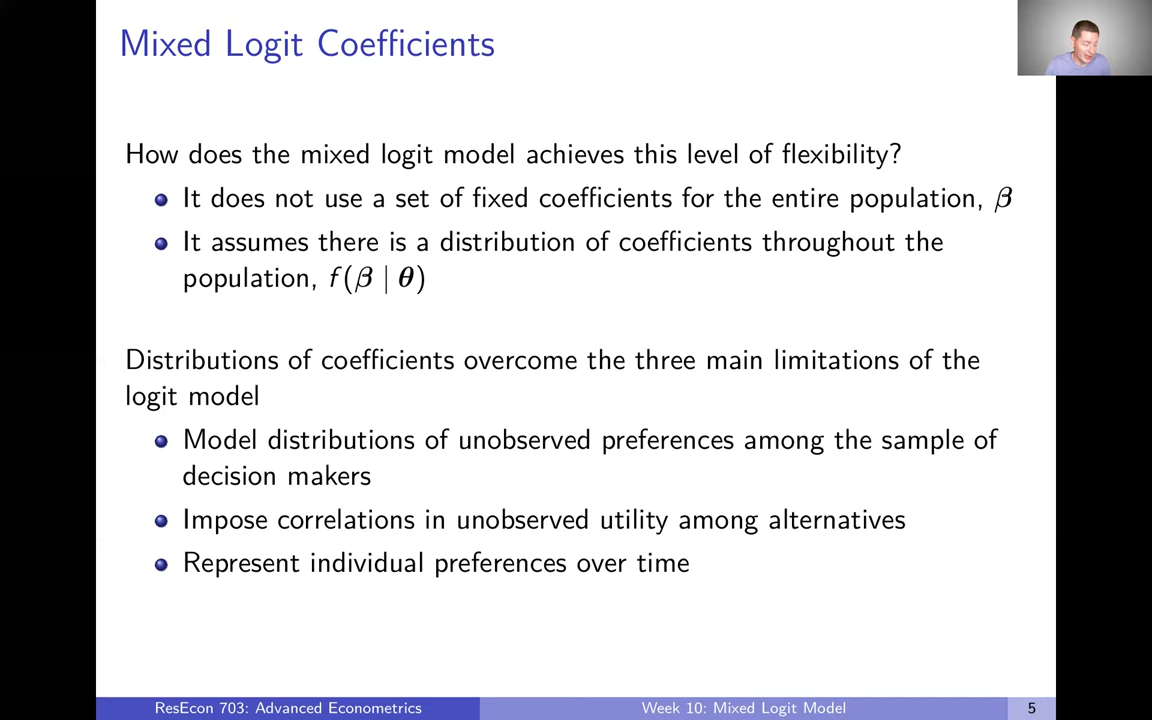 Mixed Logit Coefficients
How does the mixed logit model achieves this level of flexibility?
It does not use a set of fixed coefficients for the entire population, β
It assumes there is a distribution of coefficients throughout the
population, f(β | θ)
Distributions of coefficients overcome the three main limitations of the
logit model
Model distributions of unobserved preferences among the sample of
decision makers
Impose correlations in unobserved utility among alternatives
Represent individual preferences over time
ResEcon 703: Advanced Econometrics Week 10: Mixed Logit Model 5